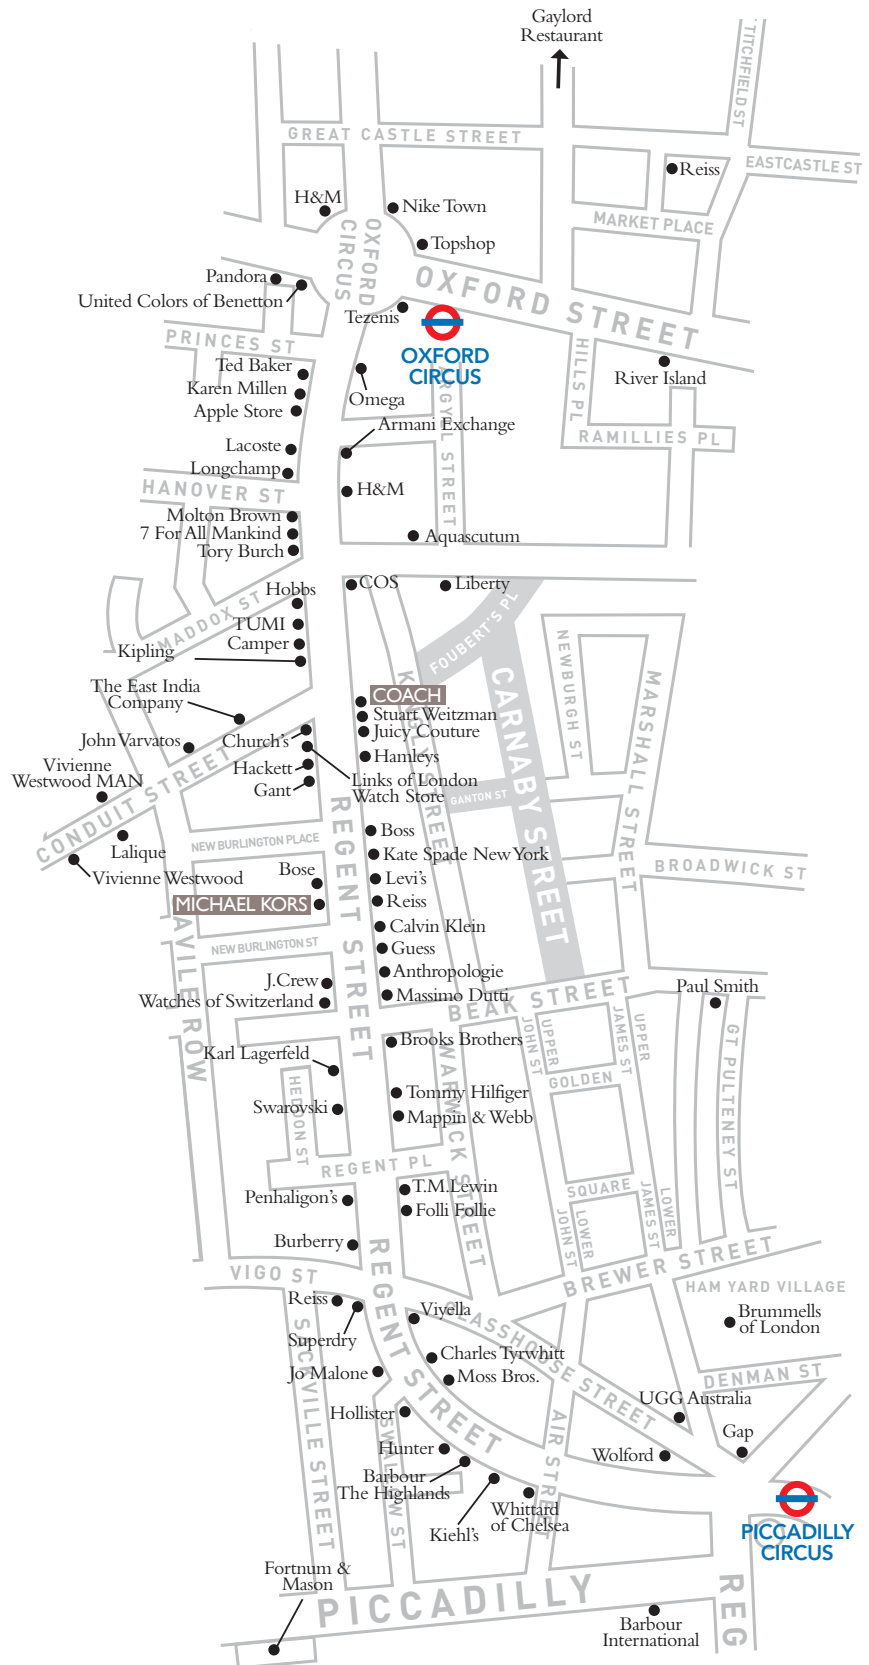 Gaylord
Restaurant
TITCHFIELD ST
GREAT CASTLE STREET
EASTCASTLE ST
Reiss
H&M
Nike Town
MARKET PLACE
OXFORD
CIRCUS
Topshop
Pandora
OXFORD STREET
United Colors of Benetton
Tezenis
PRINCES ST
OXFORD
CIRCUS
HILLS PL
Ted Baker
River Island
Karen Millen
Omega
Apple Store
ARGYLL STREET
Armani Exchange
RAMILLIES PL
Lacoste
Longchamp
HANOVER ST
H&M
Molton Brown
7 For All Mankind
Aquascutum
Tory Burch
COS
Liberty
Hobbs
MADDOX ST
FOUBERT'S PL
TUMI
Camper
Kipling
NEWBURGH ST
MARSHALL STREET
CARNABY STREET
KINGLY STREET
The East India
Company
COACH
Stuart Weitzman
Juicy Couture
John Varvatos
Church's
Hamleys
Vivienne
Westwood MAN
Hackett
Links of London
Watch Store
Gant
GANTON ST
CONDUIT STREET
REGENT STREET
NEW BURLINGTON PLACE
Boss
Lalique
Kate Spade New York
BROADWICK ST
Vivienne Westwood
Bose
Levi's
MICHAEL KORS
Reiss
AVILE ROW
Calvin Klein
NEW BURLINGTON ST
Guess
J.Crew
Anthropologie
Watches of Switzerland
Massimo Dutti
BEAK STREET
Paul Smith
UPPER
JOHN ST
UPPER
JAMES ST
Brooks Brothers
Karl Lagerfeld
WARWICK STREET
GT PULTENEY ST
GOLDEN
HEDDON ST
Tommy Hilfiger
Swarovski
Mappin & Webb
REGENT PL
SQUARE
T.M.Lewin
Penhaligon's
Folli Follie
LOWER
JOHN ST
LOWER
JAMES ST
Burberry
REGENT STREET
BREWER STREET
VIGO ST
HAM YARD VILLAGE
Reiss
Viyella
GLASSHOUSE STREET
Brummells
of London
Superdry
SACKVILLE STREET
Charles Tyrwhitt
Jo Malone
Moss Bros.
DENMAN ST
UGG Australia
Hollister
AIR STREET
Gap
SWALLOW ST
Hunter
Wolford
Barbour
The Highlands
Whittard
of Chelsea
Kiehl's
PICCADILLY
CIRCUS
Fortnum &
Mason
PICCADILLY
REG
Barbour
International